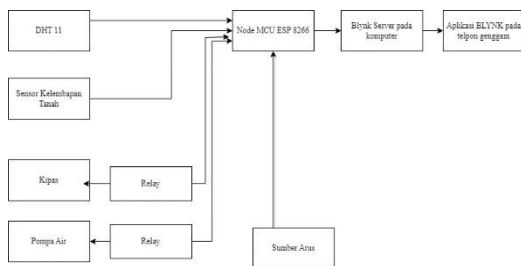 DHT 11
Node MCU ESP 8266
Blynk Server pada
komputer
Aplikasi BLYNK pada
telpon genggam
Sensor Kelembapan
Tanah
Kipas
Relay
Pompa Air
Relay
Sumber Arus